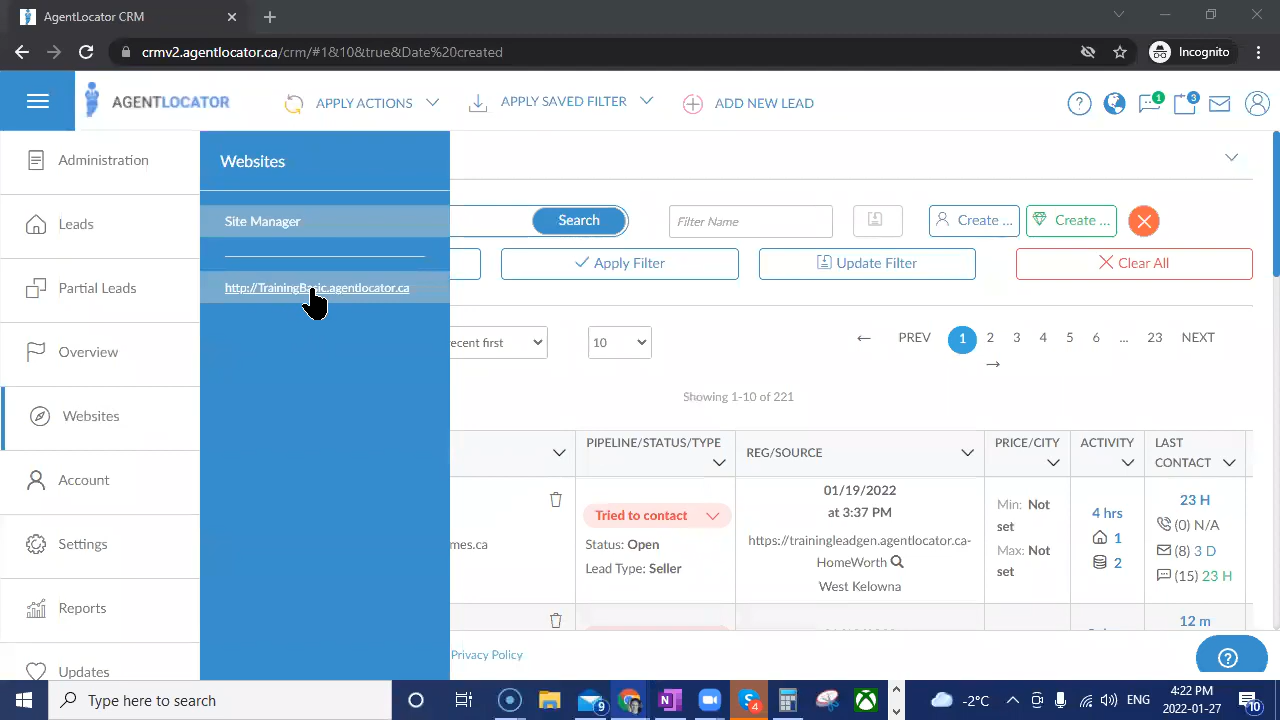 AgentLocator CRM
crmv2.agentlocator.ca/crm/#1&10&true&Date%20created
Incognito
AGENTLOCATOR
APPLY ACTIONS
APPLY SAVED FILTER
ADD NEW LEAD
1
3
Administration
Leads
Partial Leads
Overview
Websites
Account
Settings
Reports
Updates
Websites
Site Manager
http://TrainingBasic.agentlocator.ca
Search
Filter Name
Create ...
Create ...
Apply Filter
Update Filter
Clear All
ecent first
10
← PREV 1 2 3 4 5 6 ... 23 NEXT
→
Showing 1-10 of 221
PIPELINE/STATUS/TYPE
REG/SOURCE
PRICE/CITY
ACTIVITY
LAST
CONTACT
mes.ca
Tried to contact
Status: Open
Lead Type: Seller
01/19/2022
at 3:37 PM
https://trainingleadgen.agentlocator.ca-
HomeWorth
West Kelowna
Min: Not
set
Max: Not
set
4 hrs
1
2
23 H
(0) N/A
(8) 3 D
(15) 23 H
12 m
Privacy Policy
Type here to search
9
4
-2°C
ENG
4:22 PM
2022-01-27
10